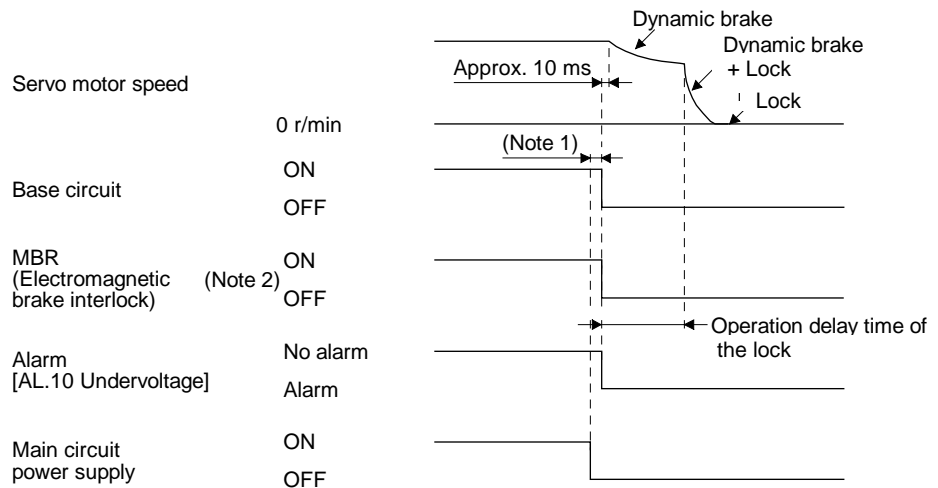 Dynamic brake
Dynamic brake
+ Lock
Lock
Approx. 10 ms
Servo motor speed
0 r/min
(Note 1)
ON
Base circuit
OFF
MBR
(Electromagnetic
brake interlock)
(Note 2)
ON
OFF
Operation delay time of
the lock
No alarm
Alarm
[AL.10 Undervoltage]
Alarm
ON
Main circuit
power supply
OFF